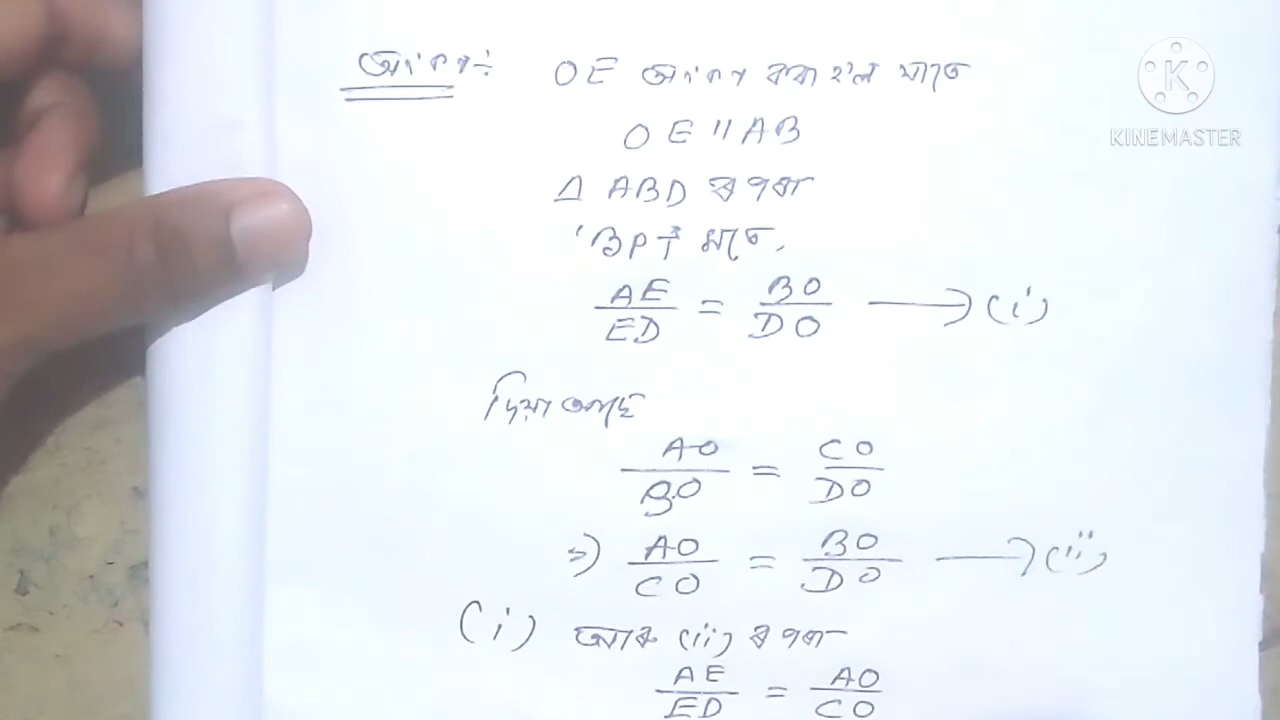 অংকন:- OE অংকন কৰা হ'ল যাতে
OE || AB
Δ ABD ৰ পৰা
'BPT মতে,
AE/ED = BO/DO → (i)
দিয়া আছে
AO/BO = CO/DO
⇒ AO/CO = BO/DO → (ii)
(i) আৰু (ii) ৰ পৰা
AE/ED = AO/CO
K
KINEMASTER